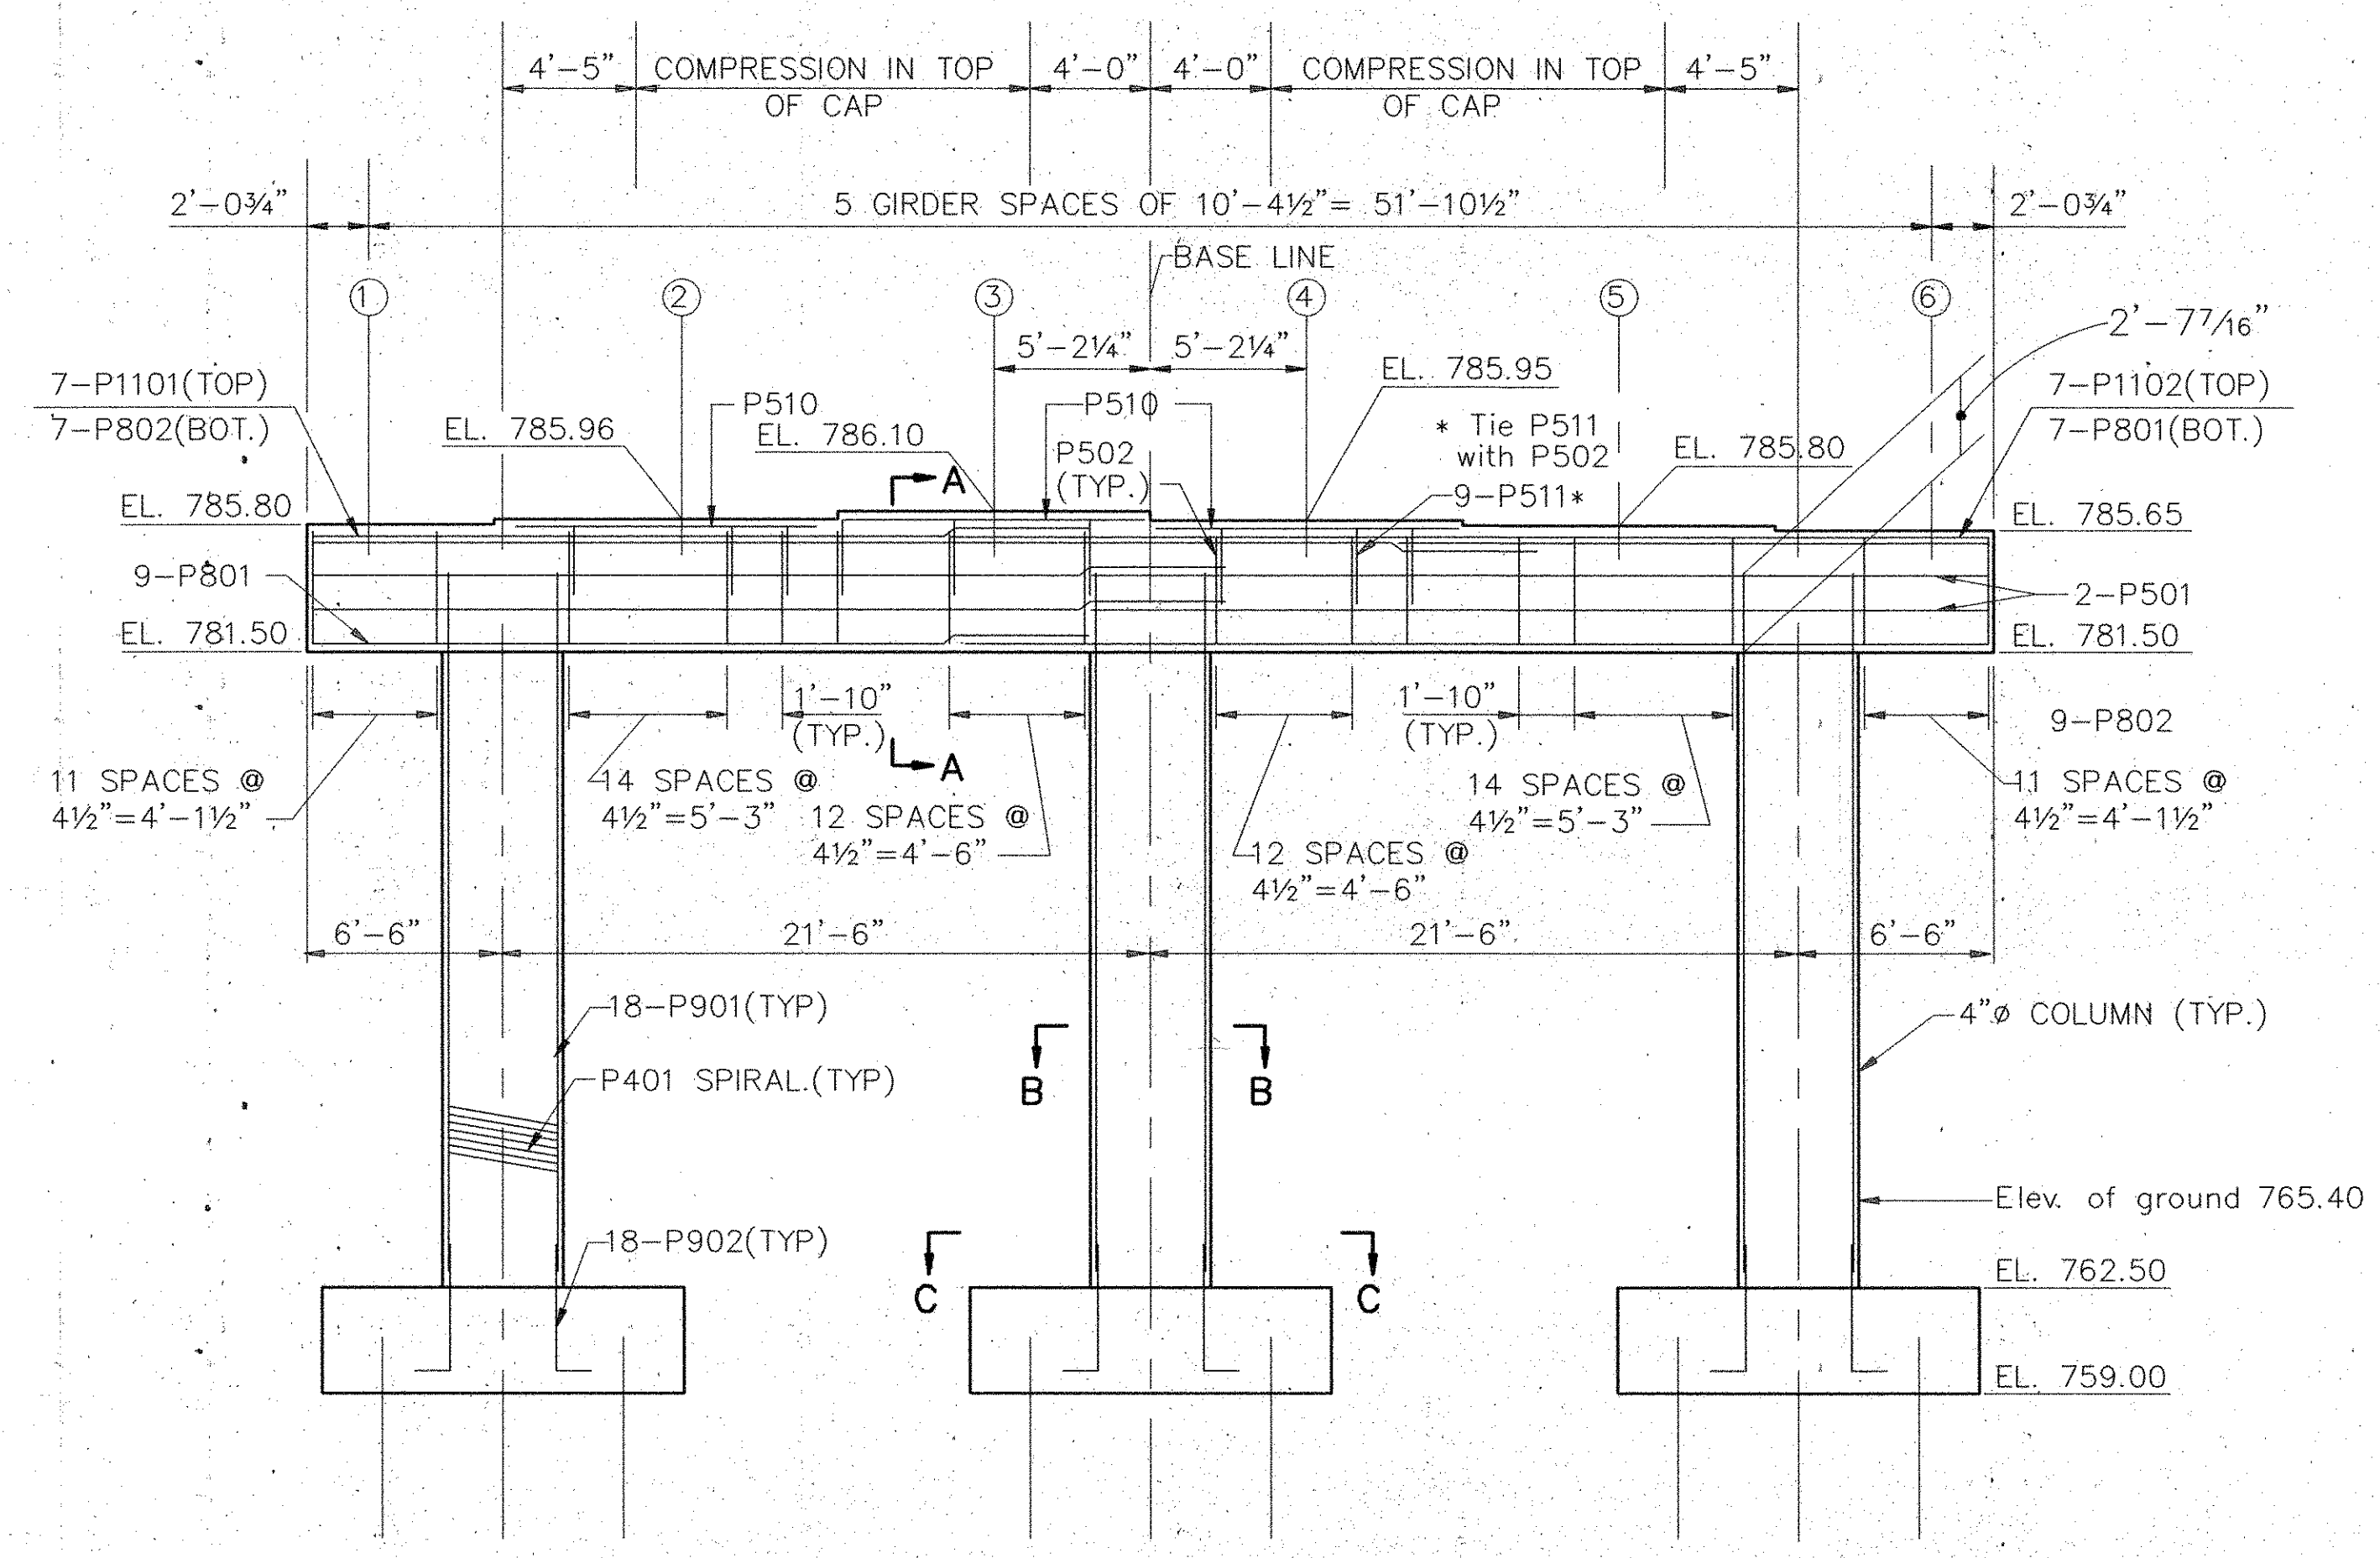 4'-5" COMPRESSION IN TOP 4'-0" 4'-0" COMPRESSION IN TOP 4'-5"
OF CAP OF CAP
2'-0¾" 5 GIRDER SPACES OF 10'-4½"= 51'-10½" 2'-0¾"
BASE LINE
1 2 3 4 5 6
2'-7 7/16"
5'-2¼" 5'-2¼"
EL. 785.95
7-P1101(TOP)
7-P802(BOT.)
7-P1102(TOP)
7-P801(BOT.)
P510
P510
EL. 785.96
EL. 786.10
P502
(TYP.)
* Tie P511
with P502
EL. 785.80
A
9-P511*
EL. 785.80
EL. 785.65
9-P801
2-P501
EL. 781.50
EL. 781.50
1'-10"
(TYP.)
1'-10"
(TYP.)
9-P802
A
11 SPACES @
4½"=4'-1½"
14 SPACES @
4½"=5'-3"
12 SPACES @
4½"=4'-6"
12 SPACES @
4½"=4'-6"
14 SPACES @
4½"=5'-3"
11 SPACES @
4½"=4'-1½"
6'-6" 21'-6" 21'-6" 6'-6"
18-P901(TYP)
4"ø COLUMN (TYP.)
P401 SPIRAL.(TYP)
B B
Elev. of ground 765.40
18-P902(TYP)
C C
EL. 762.50
EL. 759.00